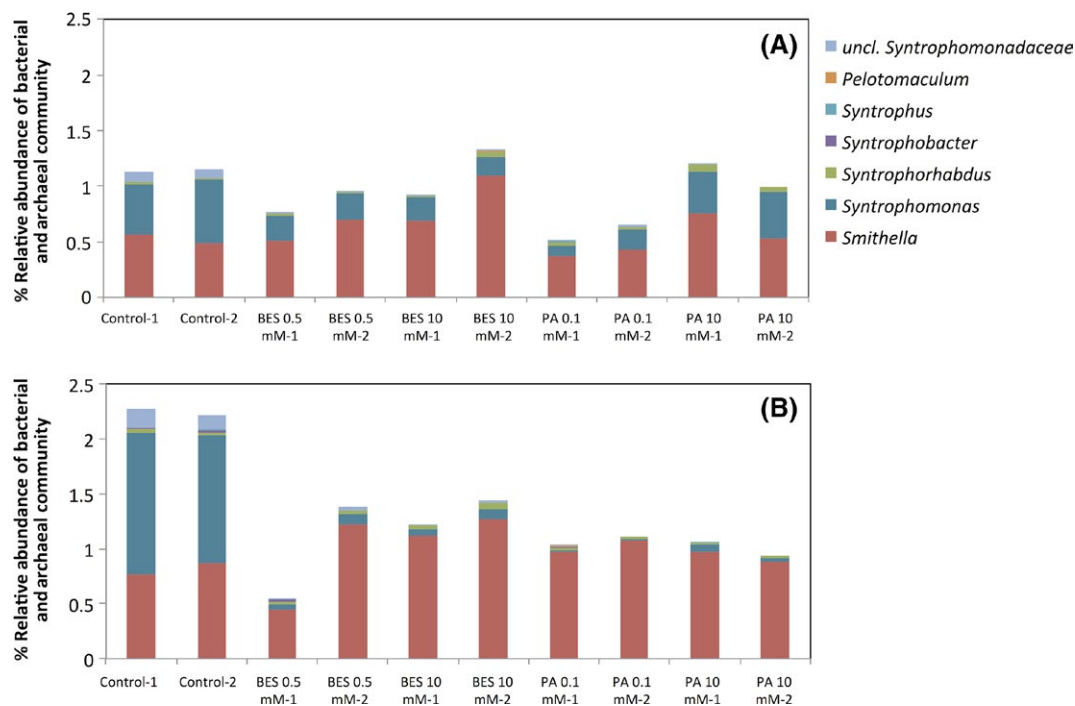 % Relative abundance of bacterial
and archaeal community
2.5
2
1.5
1
0.5
0
(A)
Control-1
Control-2
BES 0.5
mM-1
BES 0.5
mM-2
BES 10
mM-1
BES 10
mM-2
PA 0.1
mM-1
PA 0.1
mM-2
PA 10
mM-1
PA 10
mM-2
uncl. Syntrophomonadaceae
Pelotomaculum
Syntrophus
Syntrophobacter
Syntrophorhabdus
Syntrophomonas
Smithella
% Relative abundance of bacterial
and archaeal community
2.5
2
1.5
1
0.5
0
(B)
Control-1
Control-2
BES 0.5
mM-1
BES 0.5
mM-2
BES 10
mM-1
BES 10
mM-2
PA 0.1
mM-1
PA 0.1
mM-2
PA 10
mM-1
PA 10
mM-2